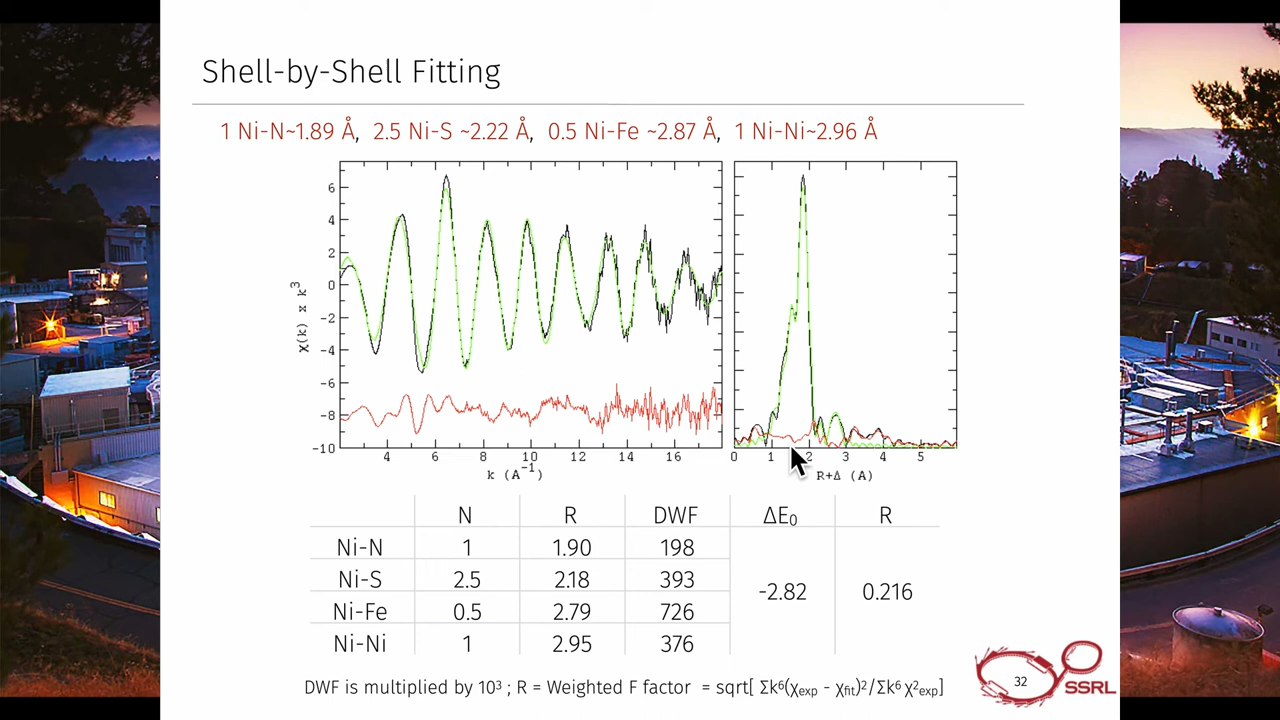 Shell-by-Shell Fitting
1 Ni-N~1.89 Å, 2.5 Ni-S ~2.22 Å, 0.5 Ni-Fe ~2.87 Å, 1 Ni-Ni~2.96 Å
6
4
2
0
-2
-4
-6
-8
-10
χ(k) x k³
4 6 8 10 12 14 16
k (A⁻¹)
0 1 2 3 4 5
R+Δ (A)
N R DWF ΔE₀ R
Ni-N 1 1.90 198
Ni-S 2.5 2.18 393
-2.82 0.216
Ni-Fe 0.5 2.79 726
Ni-Ni 1 2.95 376
DWF is multiplied by 10³ ; R = Weighted F factor = sqrt[ Σk⁶(χexp - χfit)²/Σk⁶ χ²exp]
32
SSRL